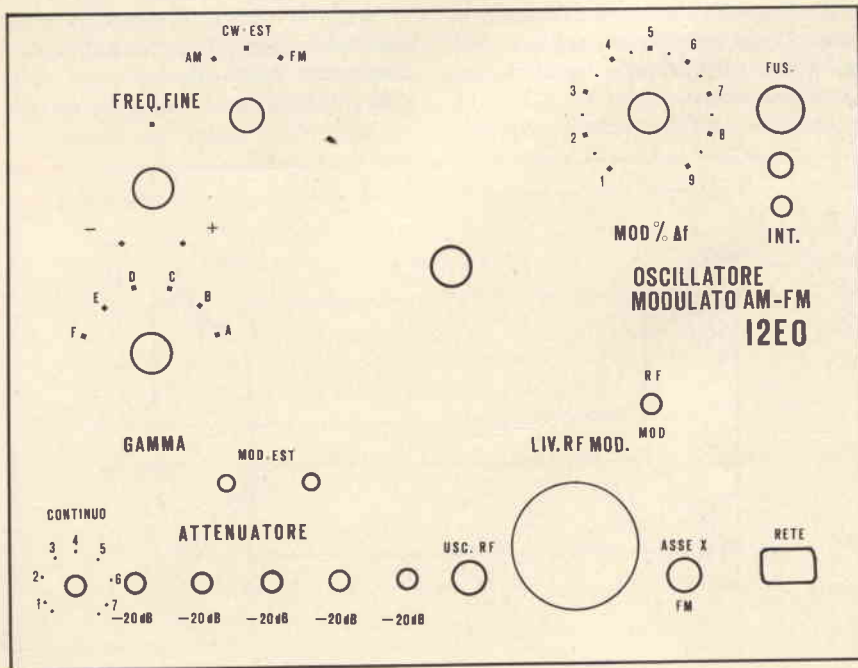 CW-EST
AM
FM
FREQ.FINE
− +
D C
E B
F A
GAMMA
5
4 6
3 7
2 8
1 9
MOD % Δf
FUS.
INT.
OSCILLATORE
MODULATO AM-FM
I2EO
RF
MOD
LIV.RF MOD.
MOD.EST
CONTINUO
4
3 5
2 6
1 7
ATTENUATORE
−20dB −20dB −20dB −20dB −20dB
USC. RF
ASSE X
FM
RETE